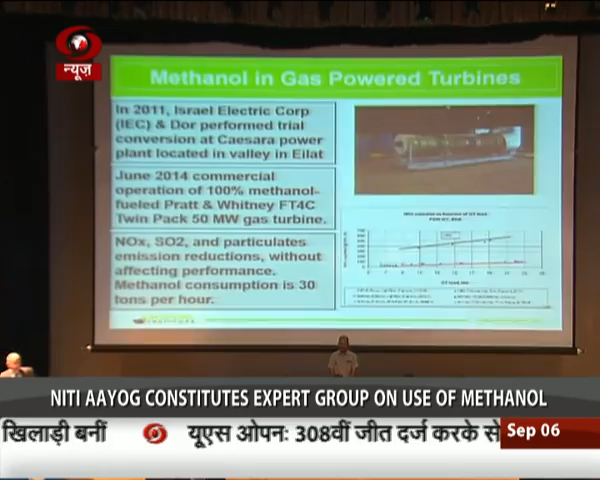 न्यूज़
Methanol in Gas Powered Turbines
In 2011, Israel Electric Corp
(IEC) & Dor performed trial
conversion at Caesara power
plant located in valley in Eilat
June 2014 commercial
operation of 100% methanol-
fueled Pratt & Whitney FT4C
Twin Pack 50 MW gas turbine.
NOx, SO2, and particulates
emission reductions, without
affecting performance.
Methanol consumption is 30
tons per hour.
NITI AAYOG CONSTITUTES EXPERT GROUP ON USE OF METHANOL
खिलाड़ी बनीं यूएस ओपनः 308वीं जीत दर्ज करके से
Sep 06